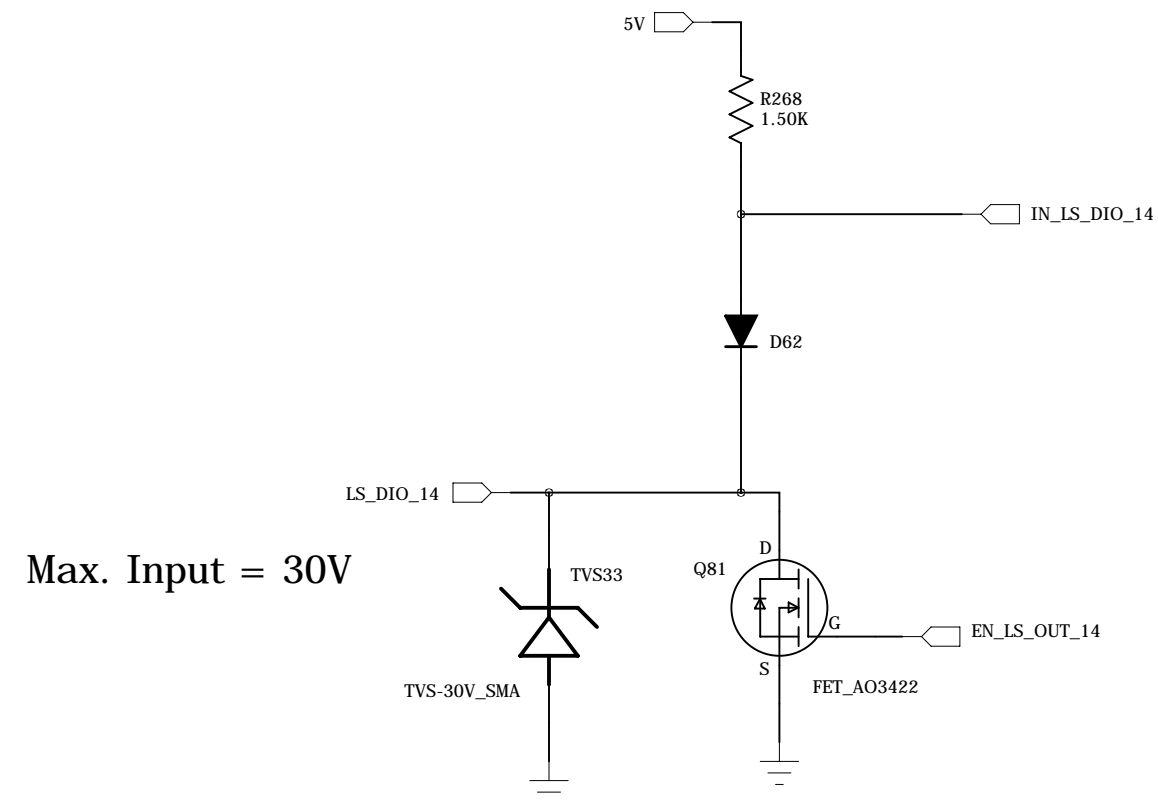 5V
R268
1.50K
IN_LS_DIO_14
D62
LS_DIO_14
Max. Input = 30V
TVS33
TVS-30V_SMA
Q81
D
G
S
EN_LS_OUT_14
FET_AO3422